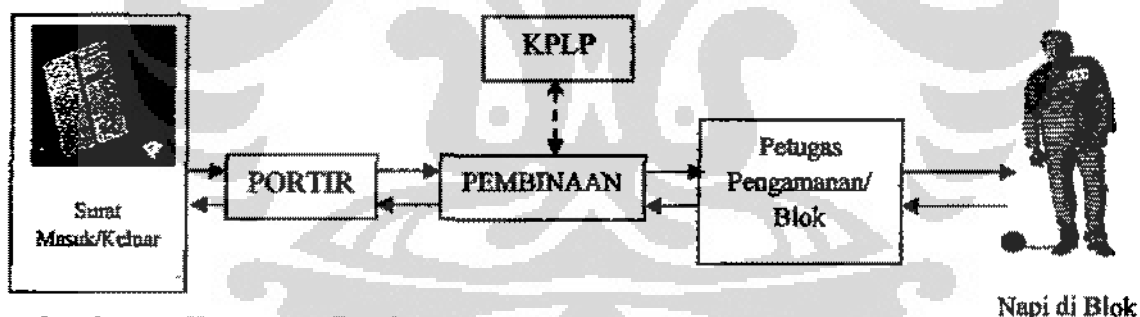 KPLP
Surat
Masuk/Keluar
PORTIR
PEMBINAAN
Petugas
Pengamanan/
Blok
Napi di Blok